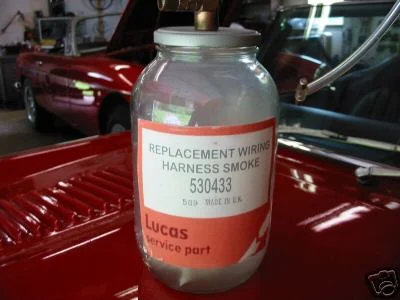 REPLACEMENT WIRING
HARNESS SMOKE
530433
509 MADE IN U.K.
Lucas
service part